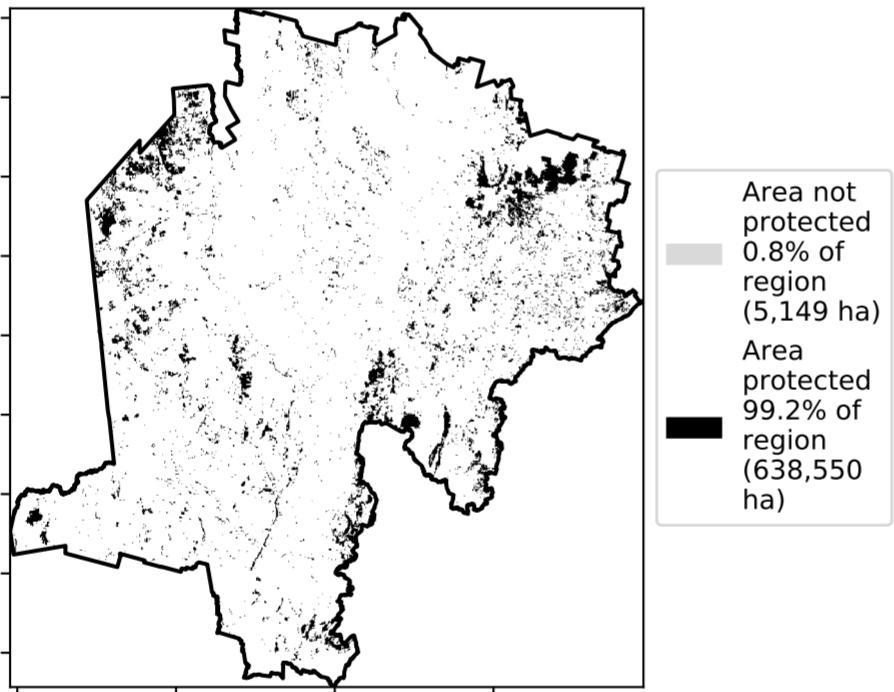 Area not
protected
0.8% of
region
(5,149 ha)
Area
protected
99.2% of
region
(638,550
ha)